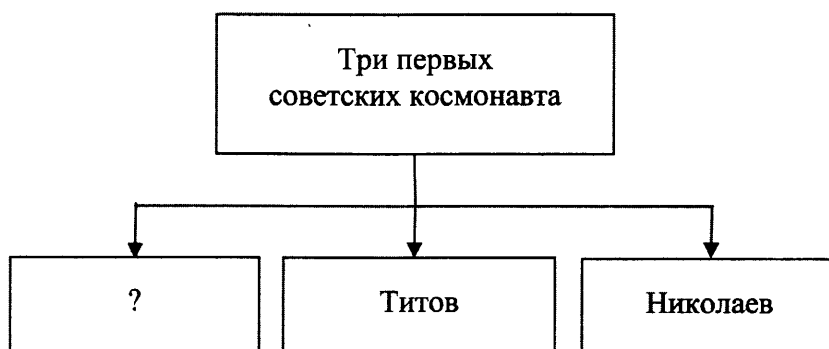 Три первых
советских космонавта
?
Титов
Николаев